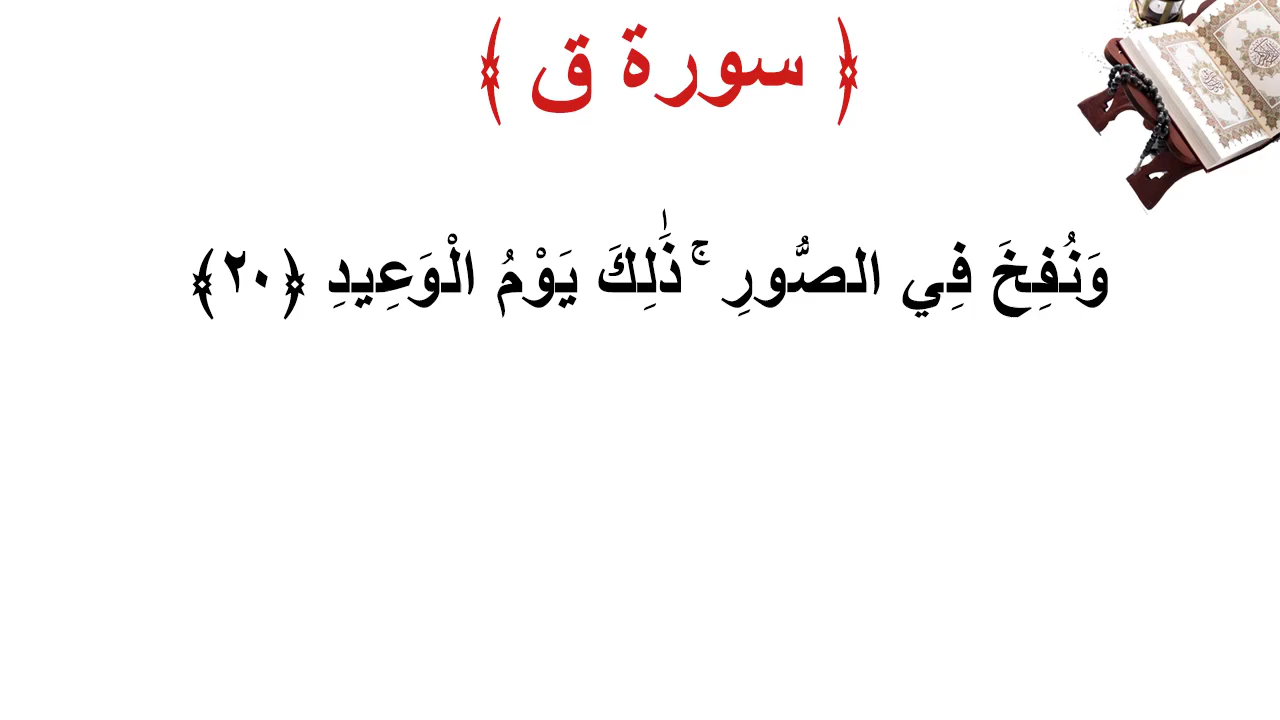 ﴿ سورة ق ﴾
وَنُفِخَ فِي الصُّورِ ۚ ذَٰلِكَ يَوْمُ الْوَعِيدِ ﴿٢٠﴾